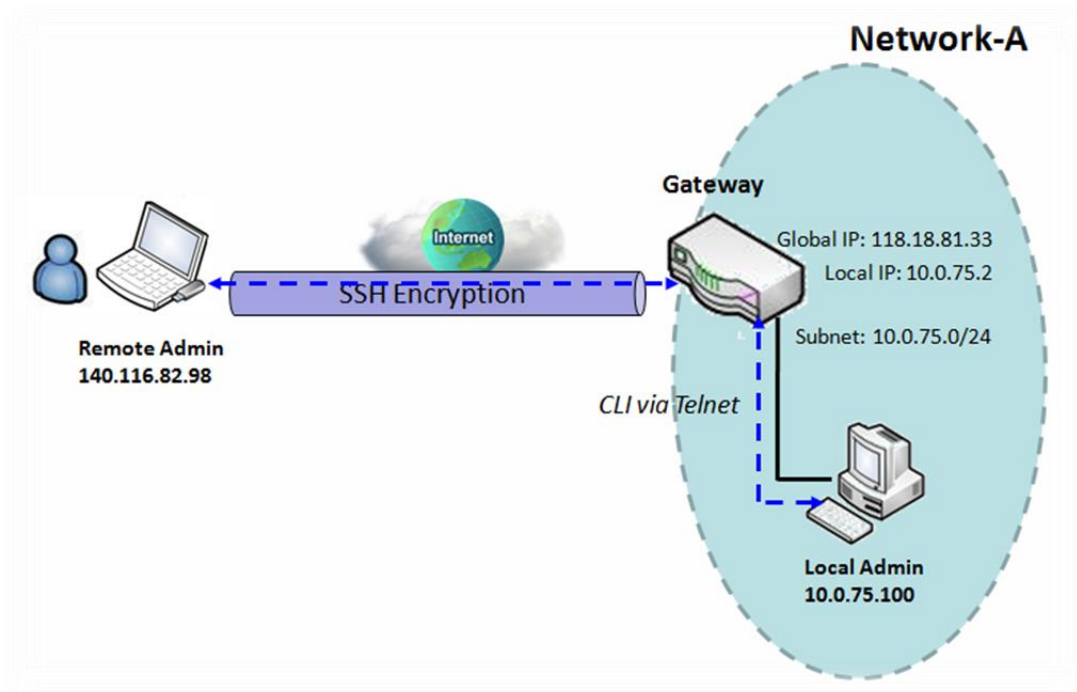 Network-A
Gateway
Internet
Global IP: 118.18.81.33
Local IP: 10.0.75.2
SSH Encryption
Subnet: 10.0.75.0/24
Remote Admin
140.116.82.98
CLI via Telnet
Local Admin
10.0.75.100